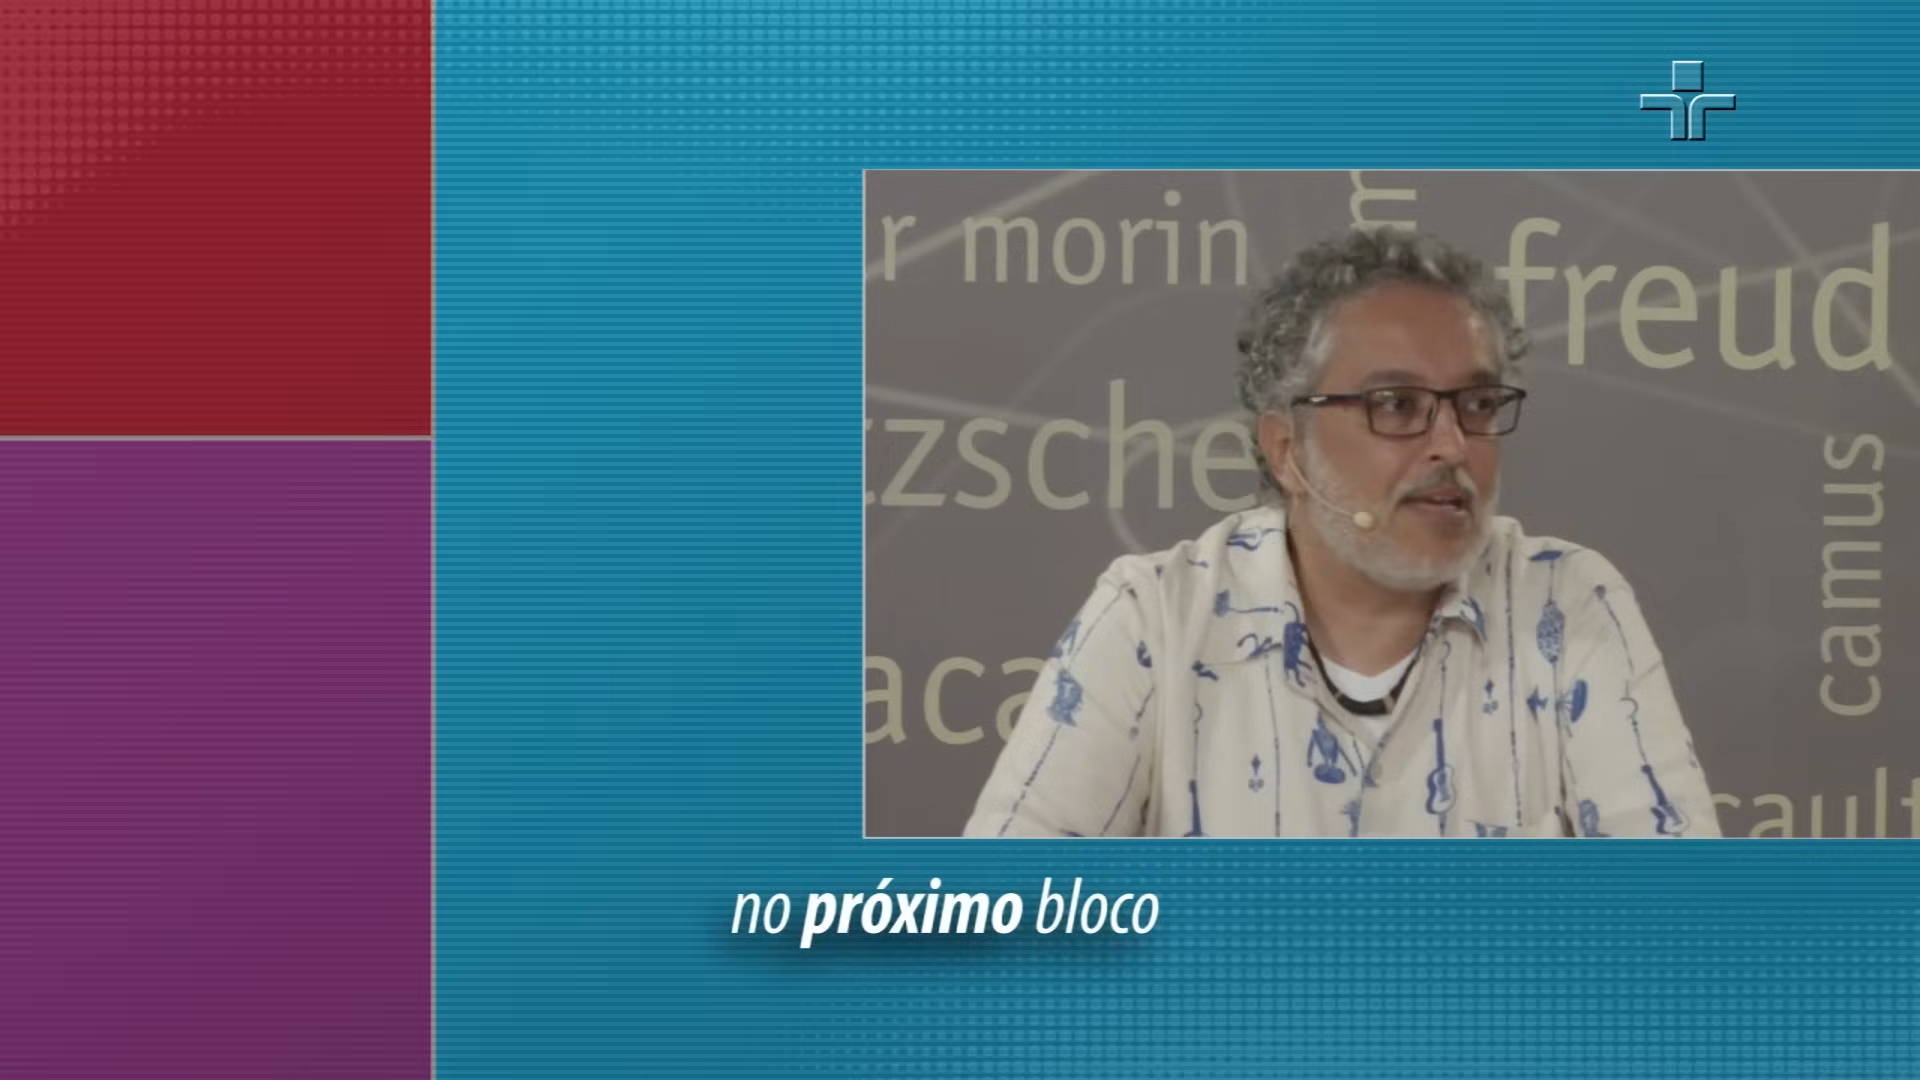 r morin
m
freud
zsche
camus
aca
cault
no próximo bloco